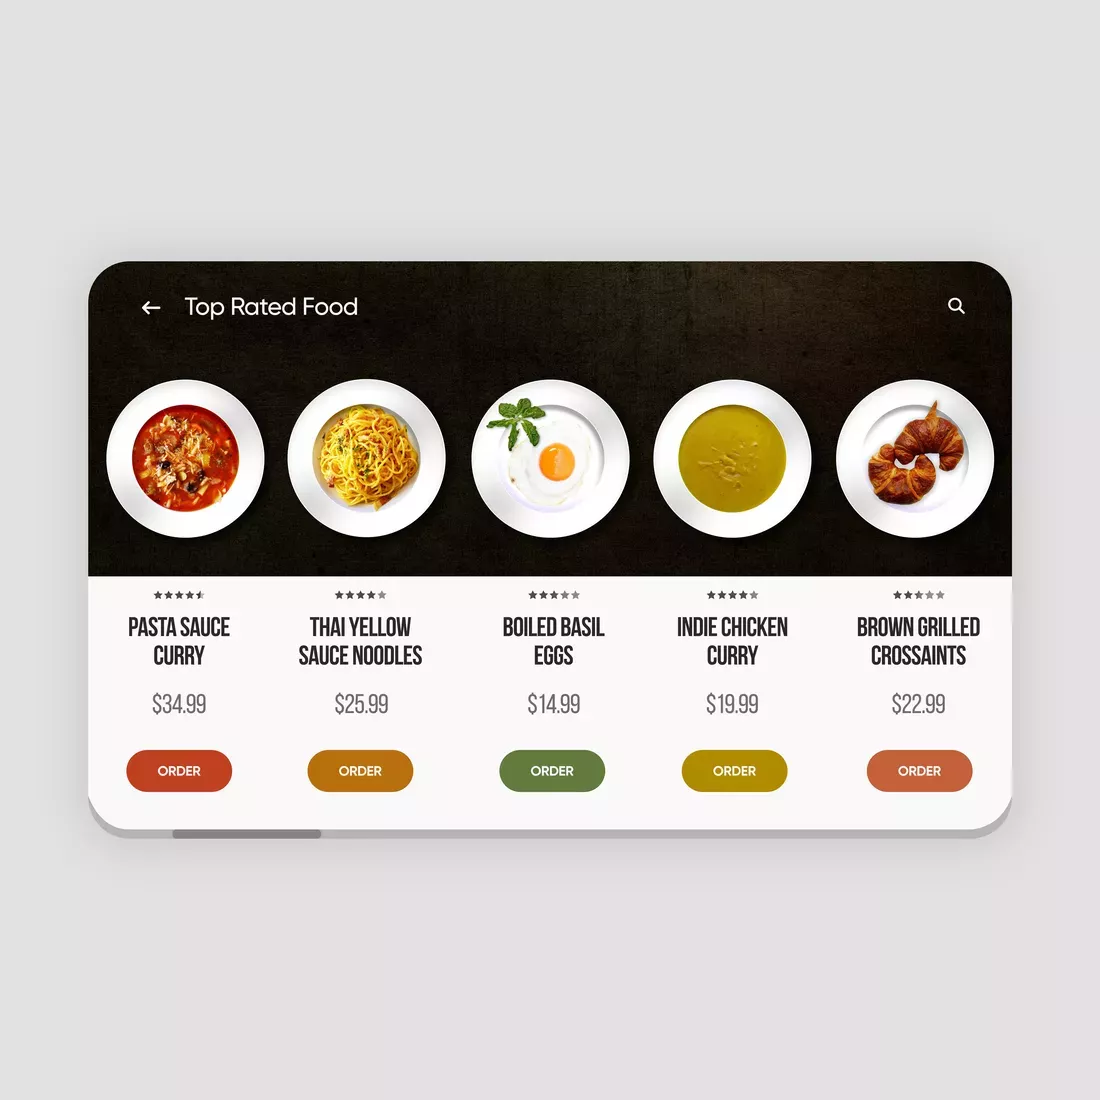 Top Rated Food
PASTA SAUCE
CURRY
$34.99
ORDER
THAI YELLOW
SAUCE NOODLES
$25.99
ORDER
BOILED BASIL
EGGS
$14.99
ORDER
INDIE CHICKEN
CURRY
$19.99
ORDER
BROWN GRILLED
CROSSAINTS
$22.99
ORDER